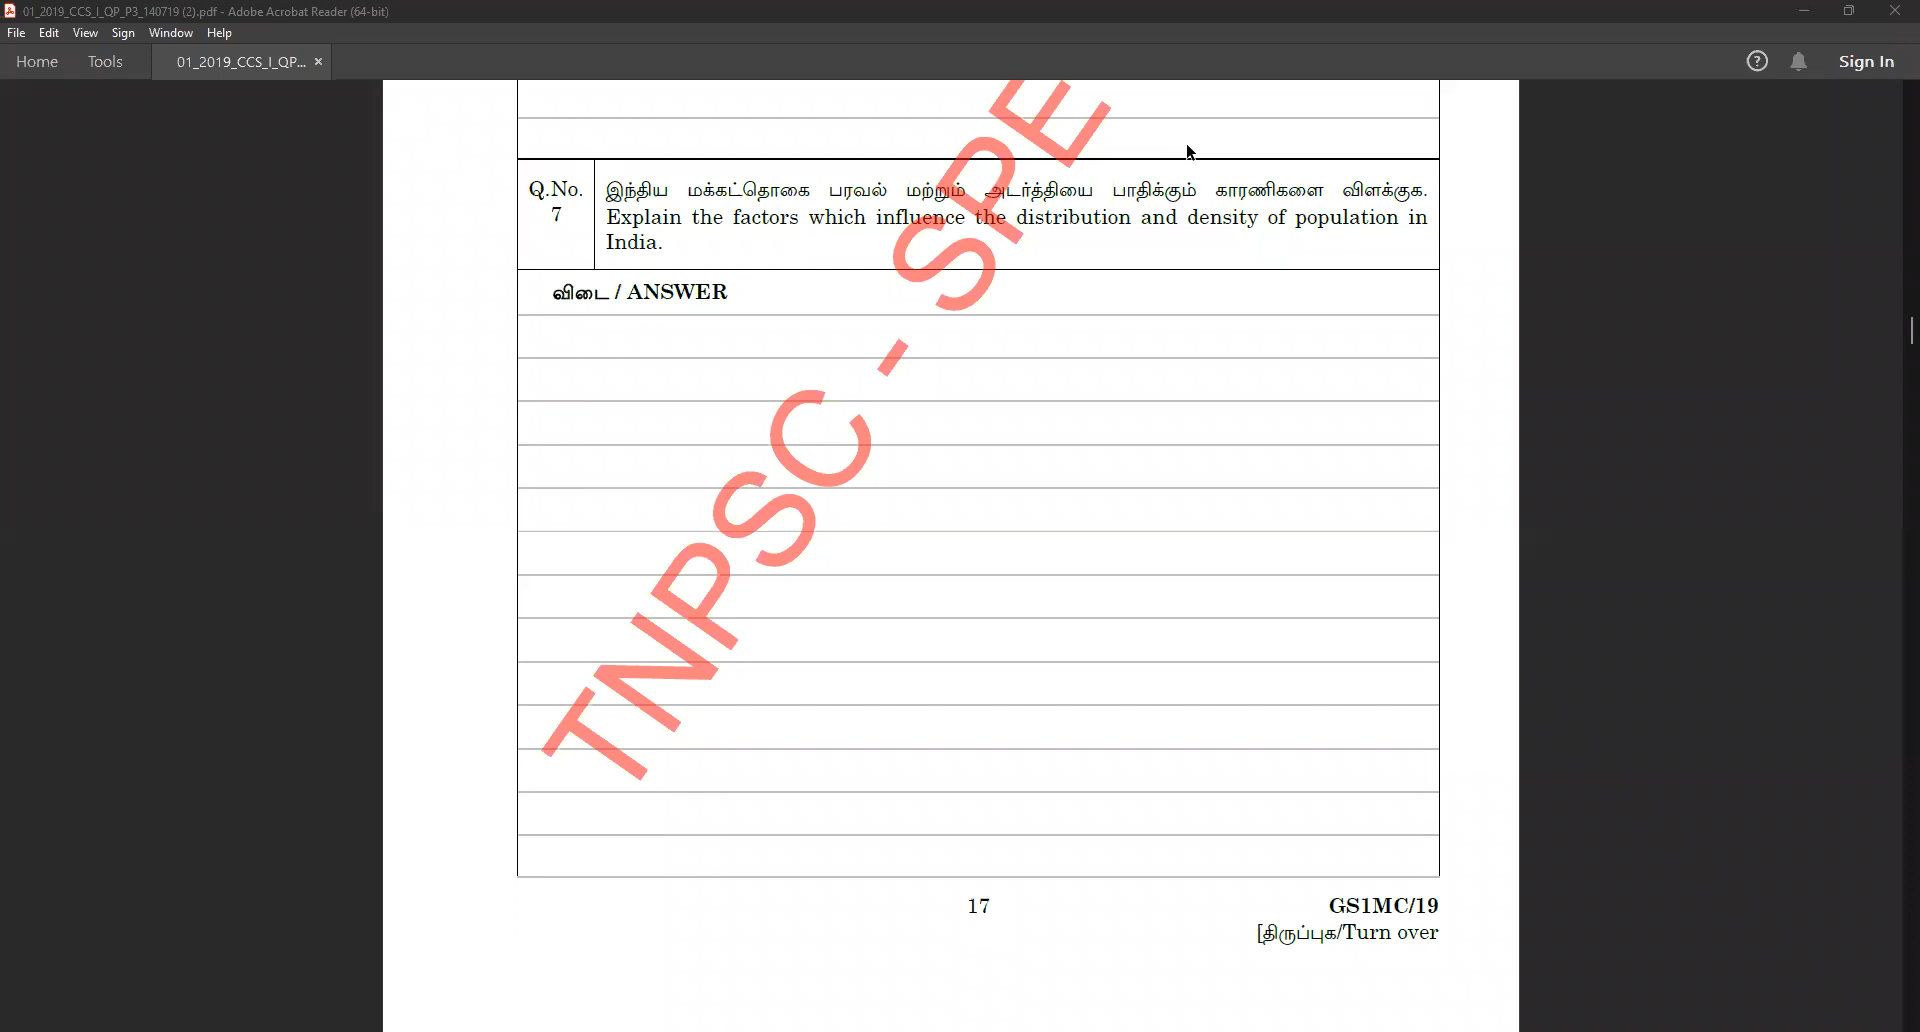 01_2019_CCS_I_QP_P3_140719 (2).pdf - Adobe Acrobat Reader (64-bit)
File Edit View Sign Window Help
Home Tools 01_2019_CCS_I_QP... × ? Sign In
Q.No. 7
இந்திய மக்கட்தொகை பரவல் மற்றும் அடர்த்தியை பாதிக்கும் காரணிகளை விளக்குக.
Explain the factors which influence the distribution and density of population in
India.
விடை / ANSWER
TNPSC - SPE
17
GS1MC/19
[திருப்புக/Turn over